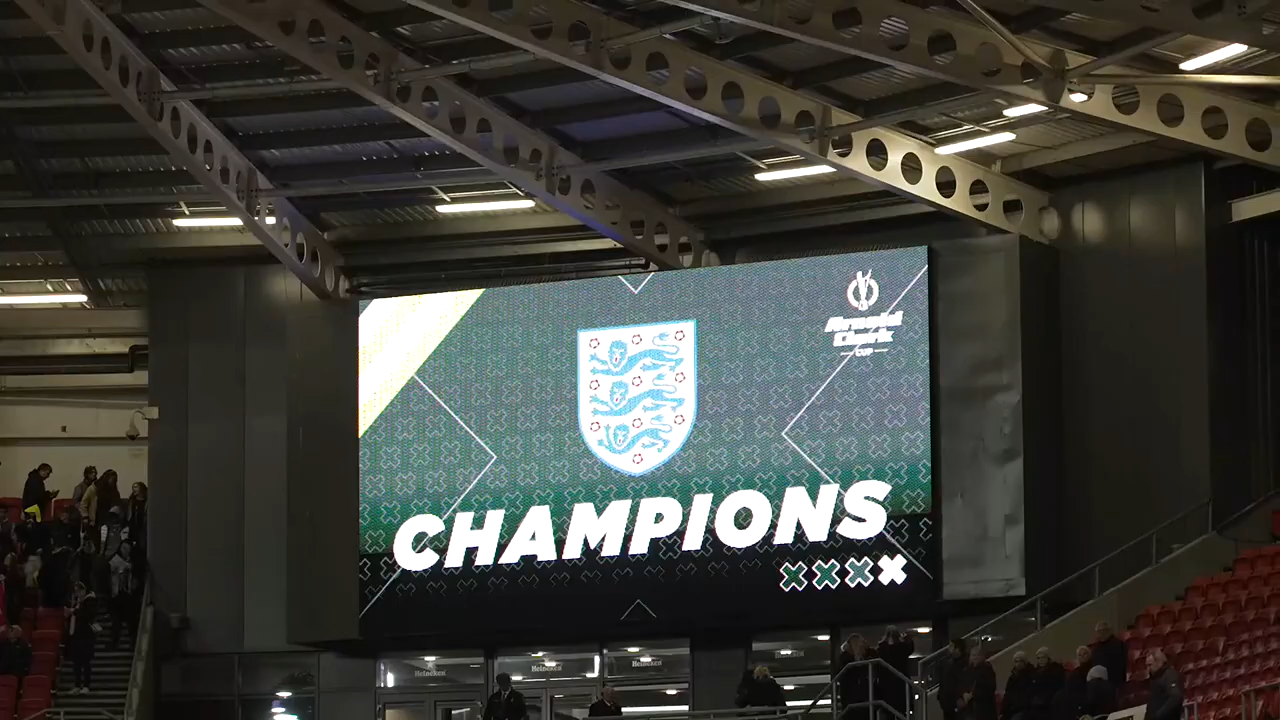 Arnold
Clark
CUP
CHAMPIONS
Heineken
Heineken
Heineken